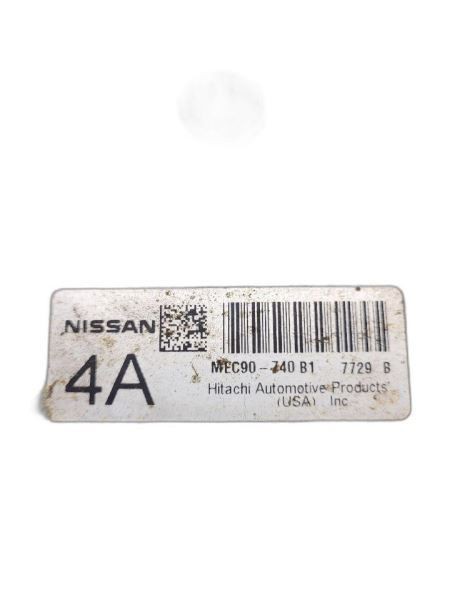 NISSAN
4A
MEC90-740 B1 7729 B
Hitachi Automotive Products
(USA) Inc